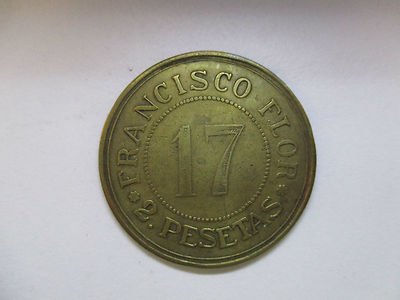 FRANCISCO FLOR
17
2. PESETAS